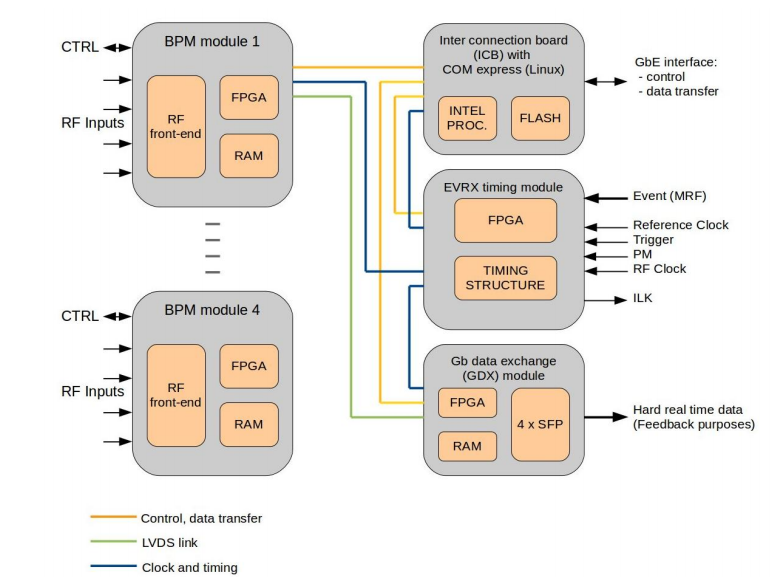 BPM module 1
CTRL
RF Inputs
RF
front-end
FPGA
RAM
BPM module 4
CTRL
RF Inputs
RF
front-end
FPGA
RAM
Inter connection board
(ICB) with
COM express (Linux)
INTEL
PROC.
FLASH
GbE interface:
- control
- data transfer
EVRX timing module
FPGA
TIMING
STRUCTURE
Event (MRF)
Reference Clock
Trigger
PM
RF Clock
ILK
Gb data exchange
(GDX) module
FPGA
RAM
4 x SFP
Hard real time data
(Feedback purposes)
Control, data transfer
LVDS link
Clock and timing